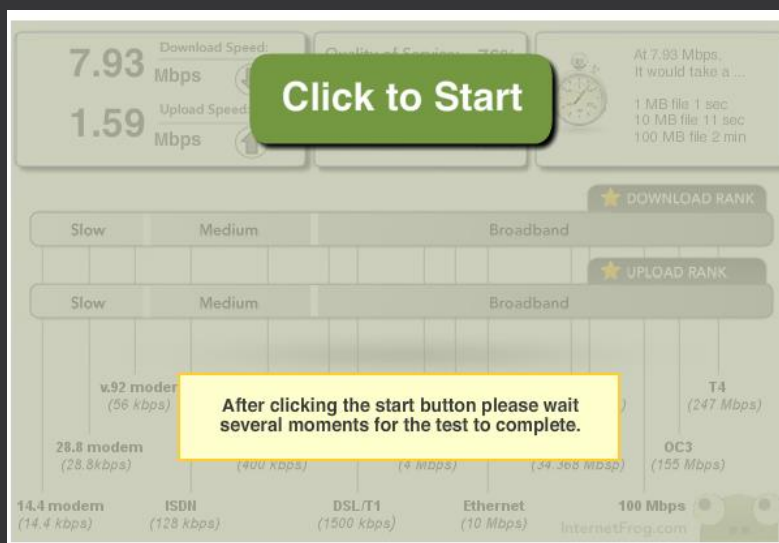 7.93
Mbps
Download Speed:
1.59
Mbps
Upload Speed:
Quality of Service: 76%
At 7.93 Mbps,
It would take a ...
1 MB file 1 sec
10 MB file 11 sec
100 MB file 2 min
Click to Start
DOWNLOAD RANK
Slow Medium Broadband
UPLOAD RANK
Slow Medium Broadband
After clicking the start button please wait
several moments for the test to complete.
v.92 modem
(56 kbps)
T4
(247 Mbps)
28.8 modem
(28.8kbps)
(400 kbps)
(4 Mbps)
(34.368 Mbsp)
OC3
(155 Mbps)
14.4 modem
(14.4 kbps)
ISDN
(128 kbps)
DSL/T1
(1500 kbps)
Ethernet
(10 Mbps)
100 Mbps
InternetFrog.com